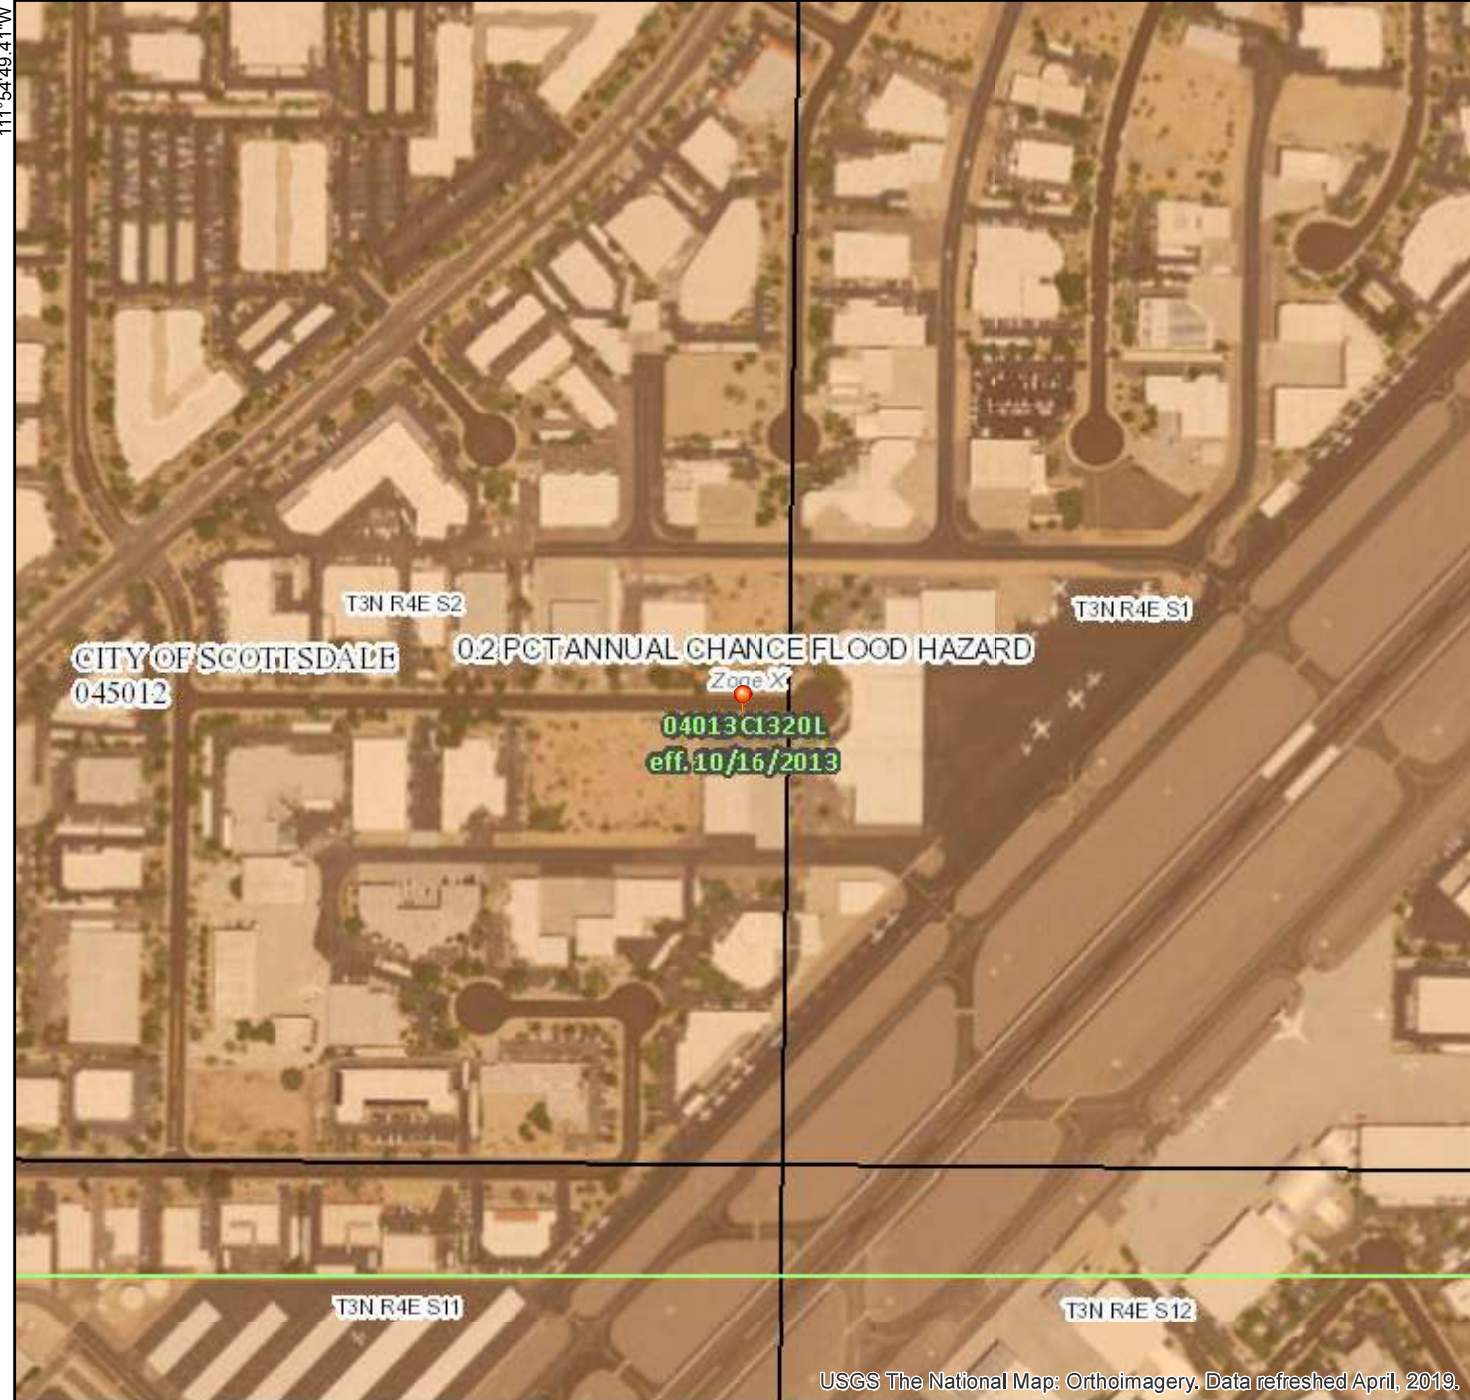 111°54'49.41"W
T3N R4E S2
T3N R4E S1
CITY OF SCOTTSDALE
045012
0.2 PCT ANNUAL CHANCE FLOOD HAZARD
Zone X
04013C1320L
eff. 10/16/2013
T3N R4E S11
T3N R4E S12
USGS The National Map: Orthoimagery. Data refreshed April, 2019.